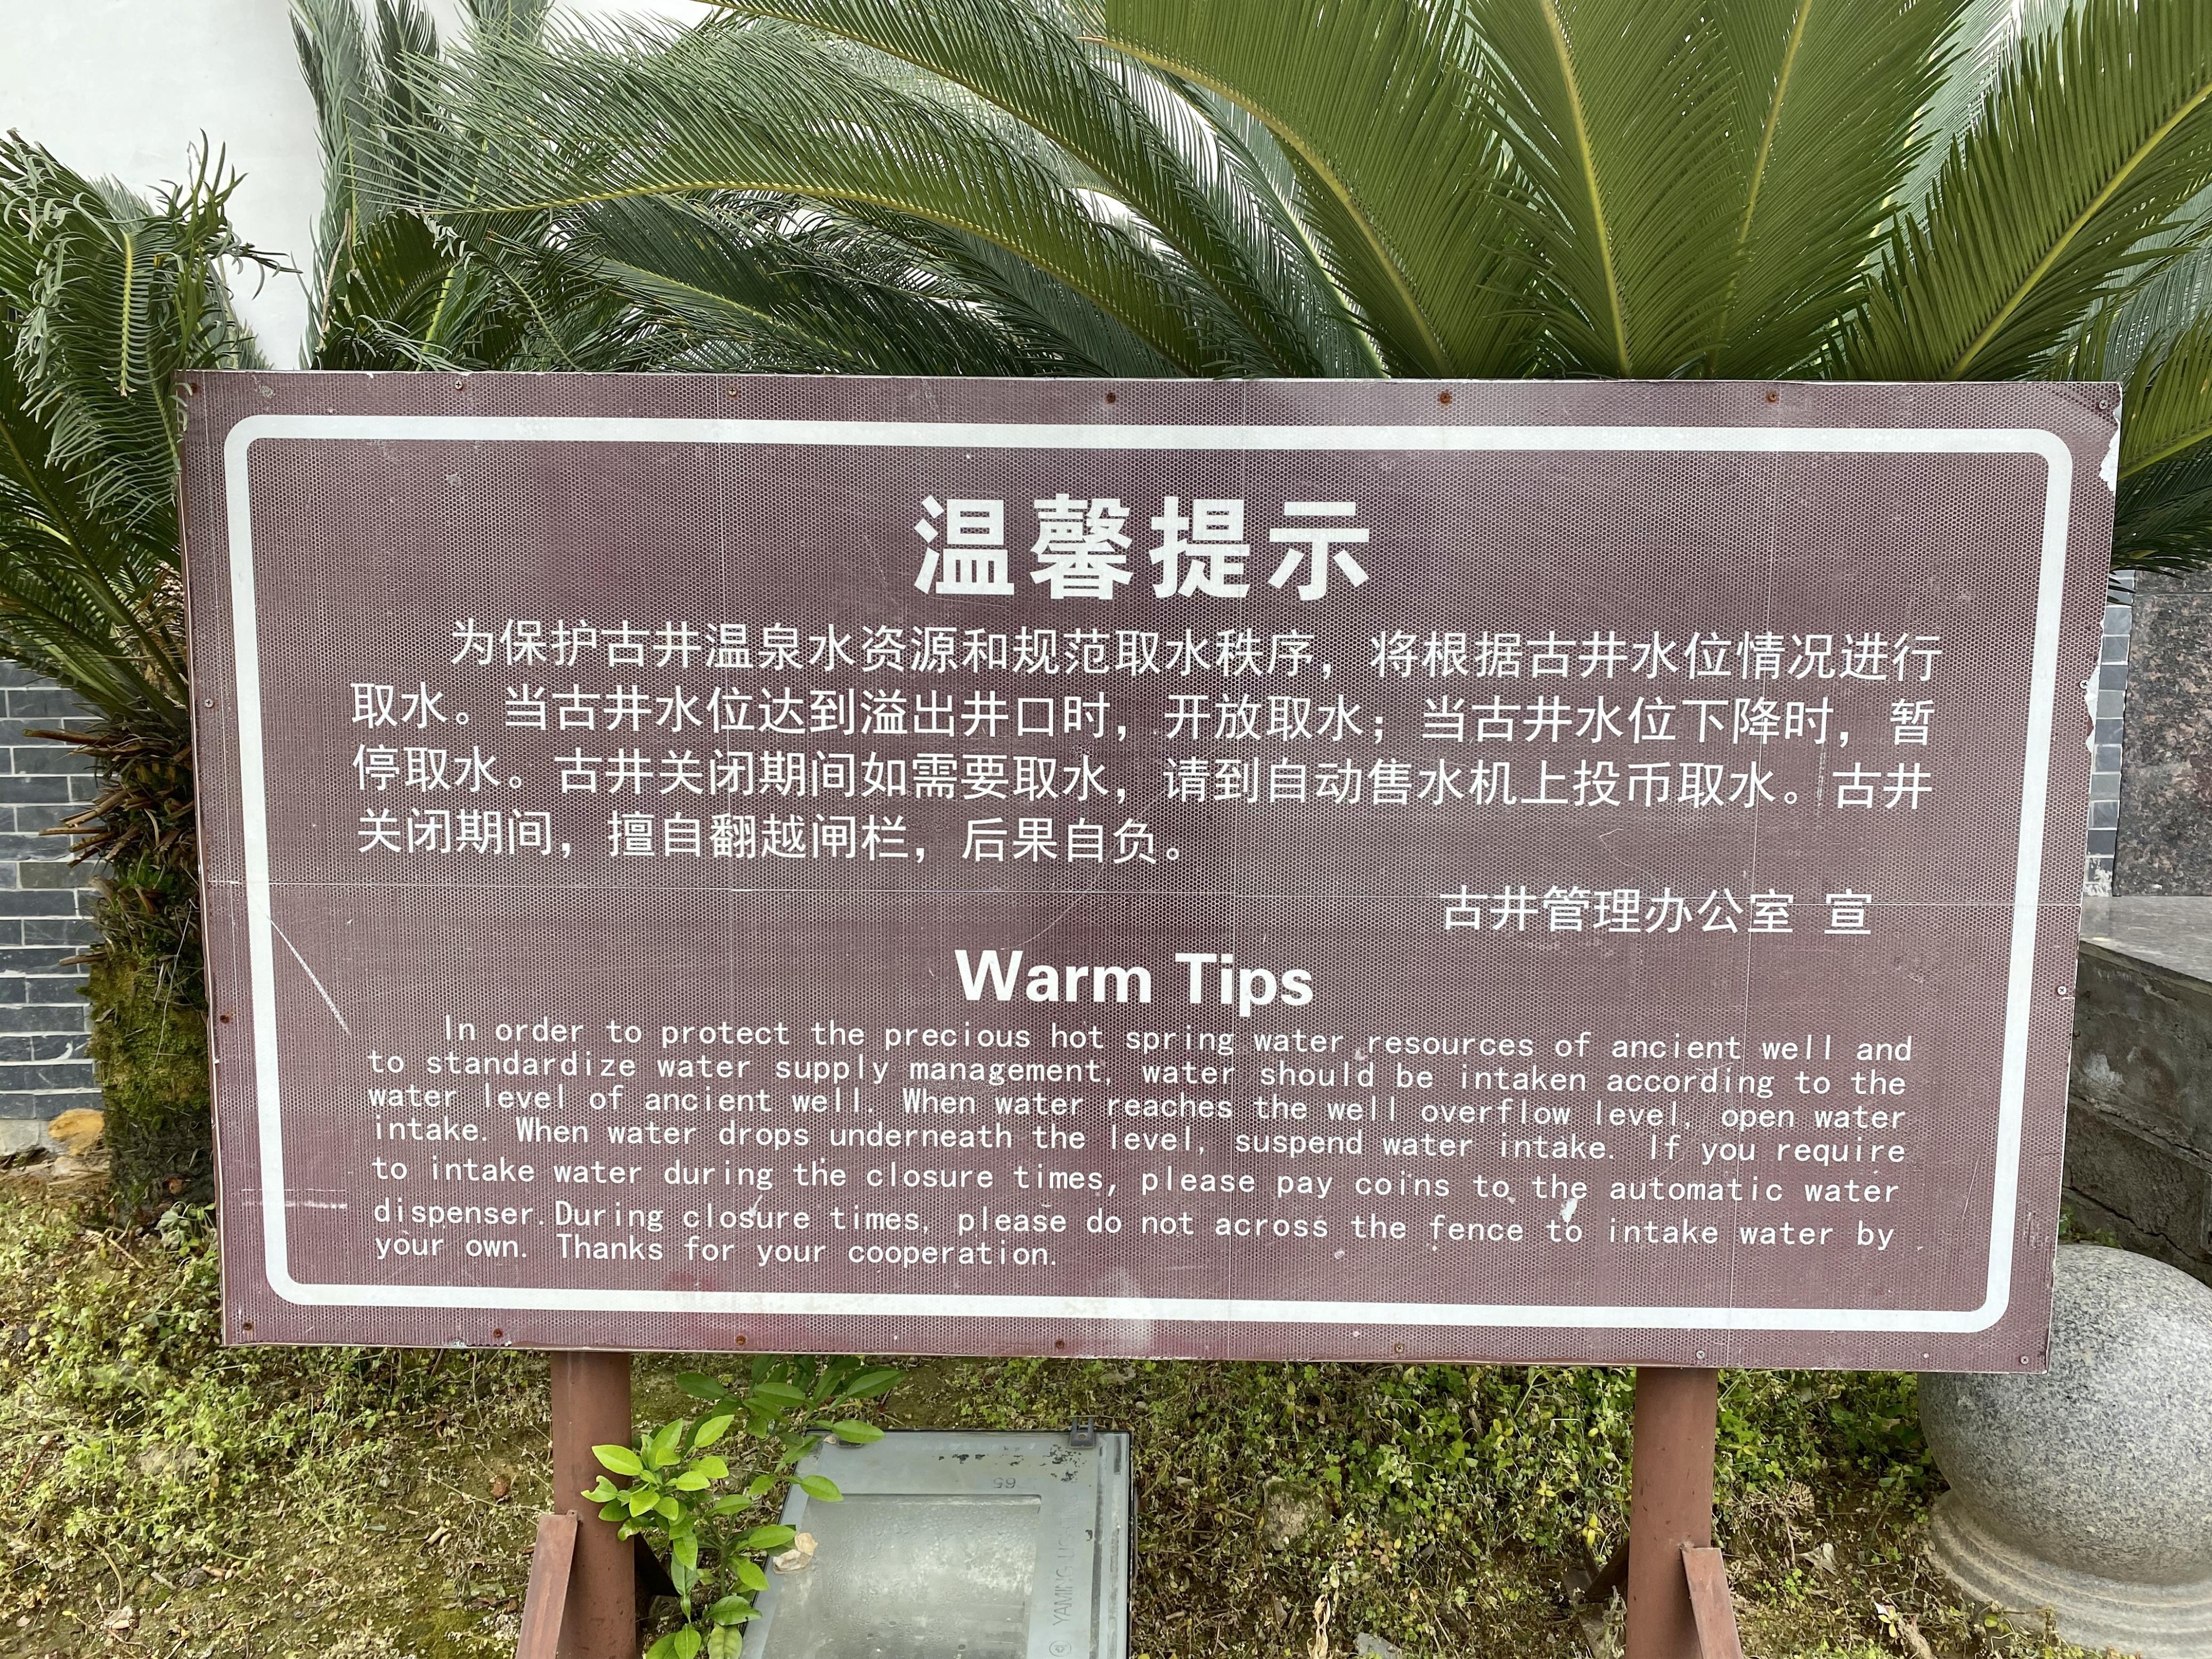 温馨提示
为保护古井温泉水资源和规范取水秩序，将根据古井水位情况进行
取水。当古井水位达到溢出井口时，开放取水；当古井水位下降时，暂
停取水。古井关闭期间如需要取水，请到自动售水机上投币取水。古井
关闭期间，擅自翻越闸栏，后果自负。
古井管理办公室 宣
Warm Tips
In order to protect the precious hot spring water resources of ancient well and
to standardize water supply management, water should be intaken according to the
water level of ancient well. When water reaches the well overflow level, open water
intake. When water drops underneath the level, suspend water intake. If you require
to intake water during the closure times, please pay coins to the automatic water
dispenser.During closure times, please do not across the fence to intake water by
your own. Thanks for your cooperation.
65
YAMING